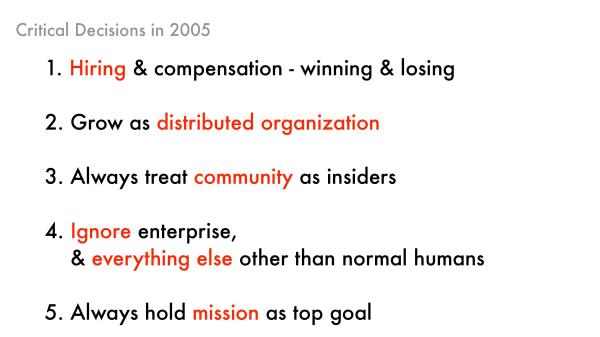 Critical Decisions in 2005
1. Hiring & compensation - winning & losing
2. Grow as distributed organization
3. Always treat community as insiders
4. Ignore enterprise,
& everything else other than normal humans
5. Always hold mission as top goal